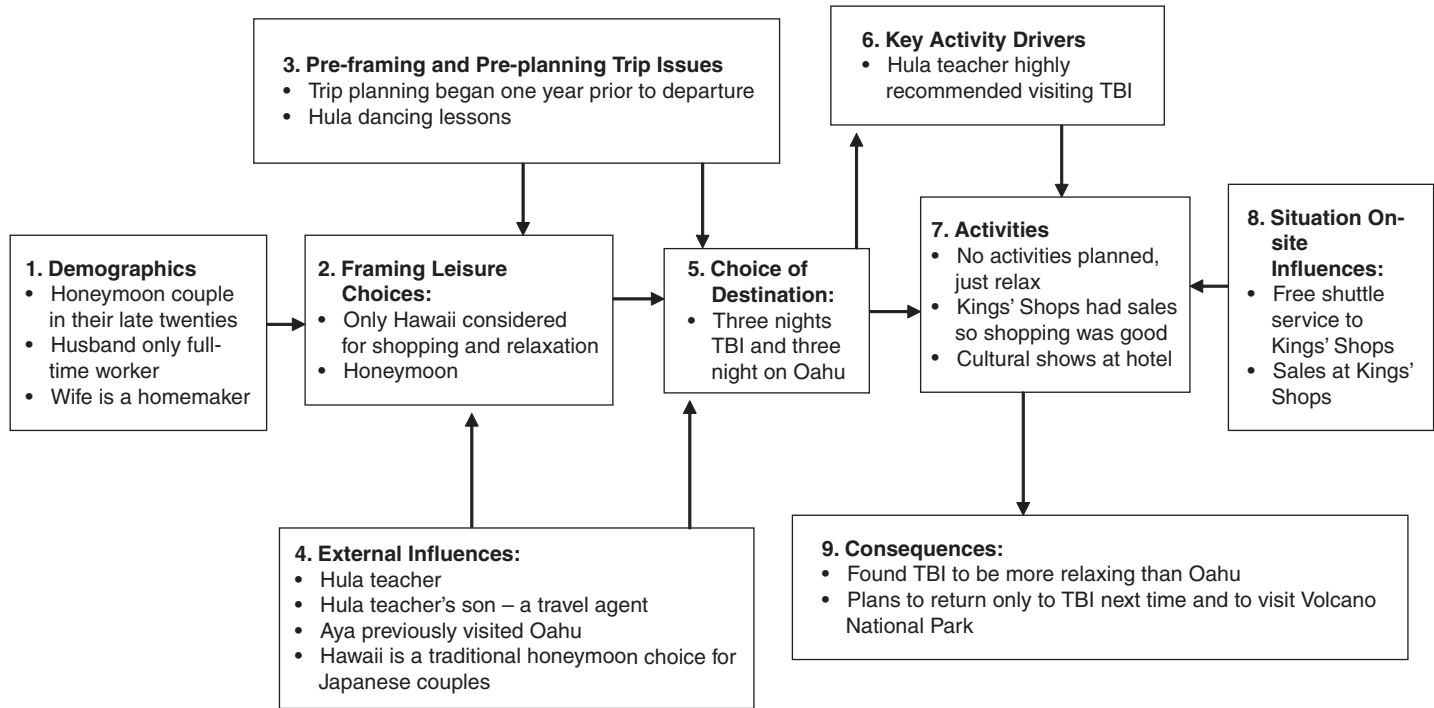 3. Pre-framing and Pre-planning Trip Issues
• Trip planning began one year prior to departure
• Hula dancing lessons
6. Key Activity Drivers
• Hula teacher highly
recommended visiting TBI
1. Demographics
• Honeymoon couple
in their late twenties
• Husband only full-
time worker
• Wife is a homemaker
2. Framing Leisure
Choices:
• Only Hawaii considered
for shopping and relaxation
• Honeymoon
5. Choice of
Destination:
• Three nights
TBI and three
night on Oahu
7. Activities
• No activities planned,
just relax
• Kings’ Shops had sales
so shopping was good
• Cultural shows at hotel
8. Situation On-
site
Influences:
• Free shuttle
service to
Kings’ Shops
• Sales at Kings’
Shops
4. External Influences:
• Hula teacher
• Hula teacher’s son – a travel agent
• Aya previously visited Oahu
• Hawaii is a traditional honeymoon choice for
Japanese couples
9. Consequences:
• Found TBI to be more relaxing than Oahu
• Plans to return only to TBI next time and to visit Volcano
National Park